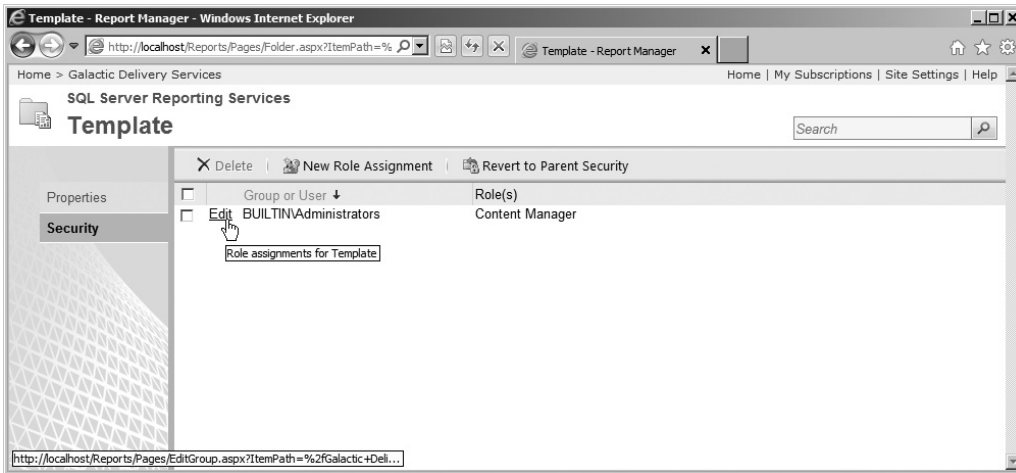 Template - Report Manager - Windows Internet Explorer
http://localhost/Reports/Pages/Folder.aspx?ItemPath=%
Template - Report Manager
Home > Galactic Delivery Services
Home | My Subscriptions | Site Settings | Help
SQL Server Reporting Services
Template
Search
Delete
New Role Assignment
Revert to Parent Security
Properties
Group or User
Role(s)
Edit BUILTIN\Administrators
Content Manager
Security
Role assignments for Template
http://localhost/Reports/Pages/EditGroup.aspx?ItemPath=%2fGalactic+Deli...